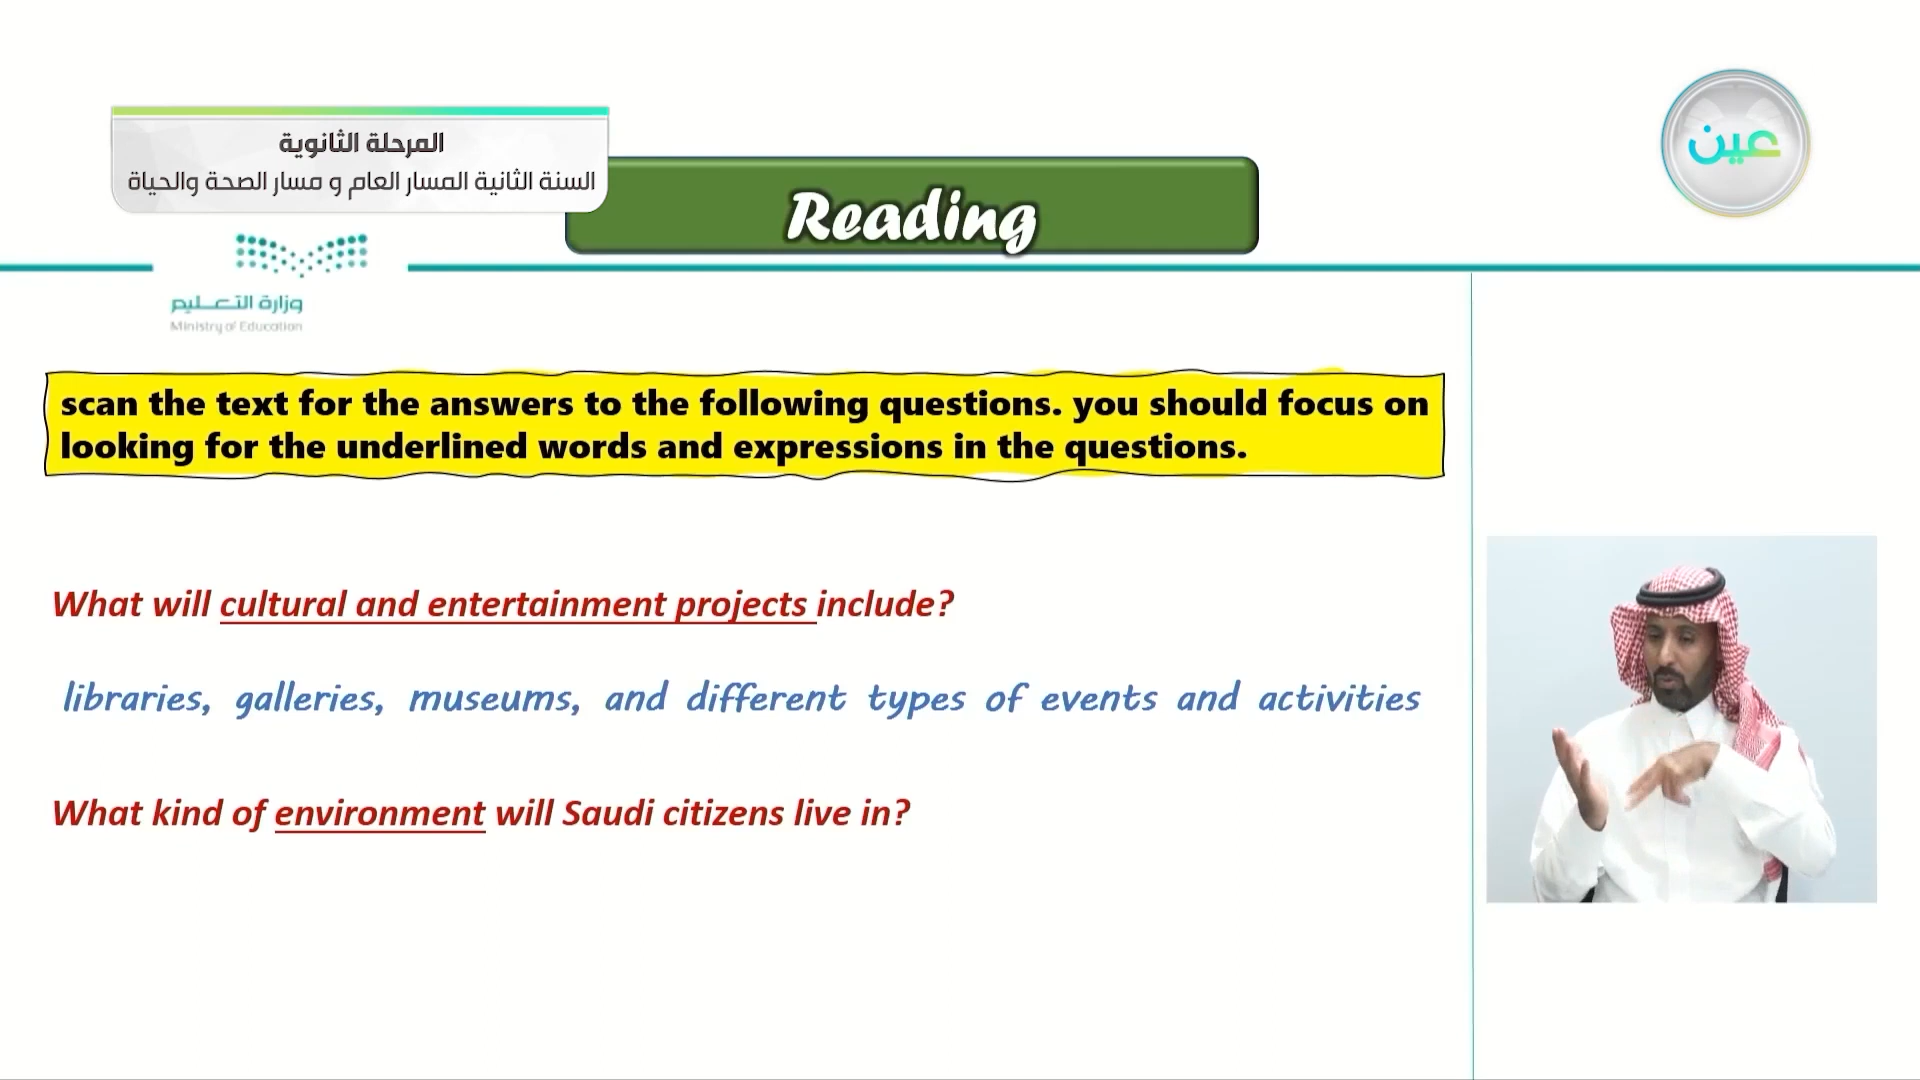 المرحلة الثانوية
السنة الثانية المسار العام و مسار الصحة والحياة
عين
Reading
وزارة التعليم
Ministry of Education
scan the text for the answers to the following questions. you should focus on
looking for the underlined words and expressions in the questions.
What will cultural and entertainment projects include?
libraries, galleries, museums, and different types of events and activities
What kind of environment will Saudi citizens live in?